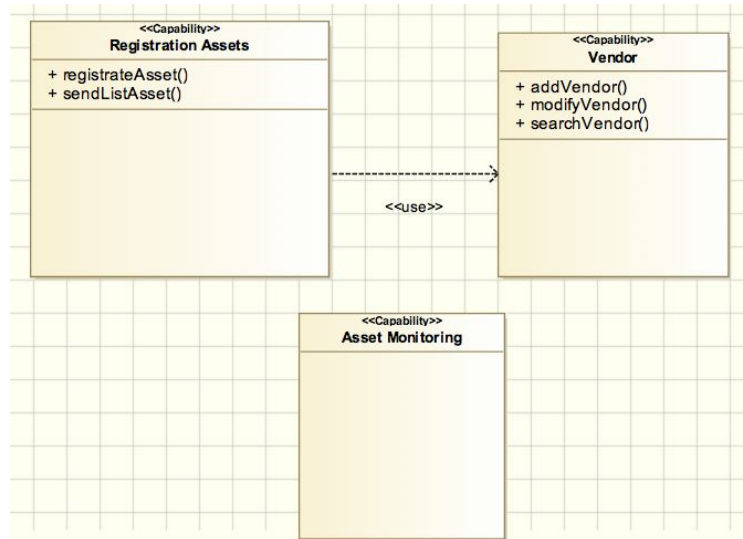 <<Capability>>
Registration Assets
+ registrateAsset()
+ sendListAsset()
<<Capability>>
Vendor
+ addVendor()
+ modifyVendor()
+ searchVendor()
<<use>>
<<Capability>>
Asset Monitoring